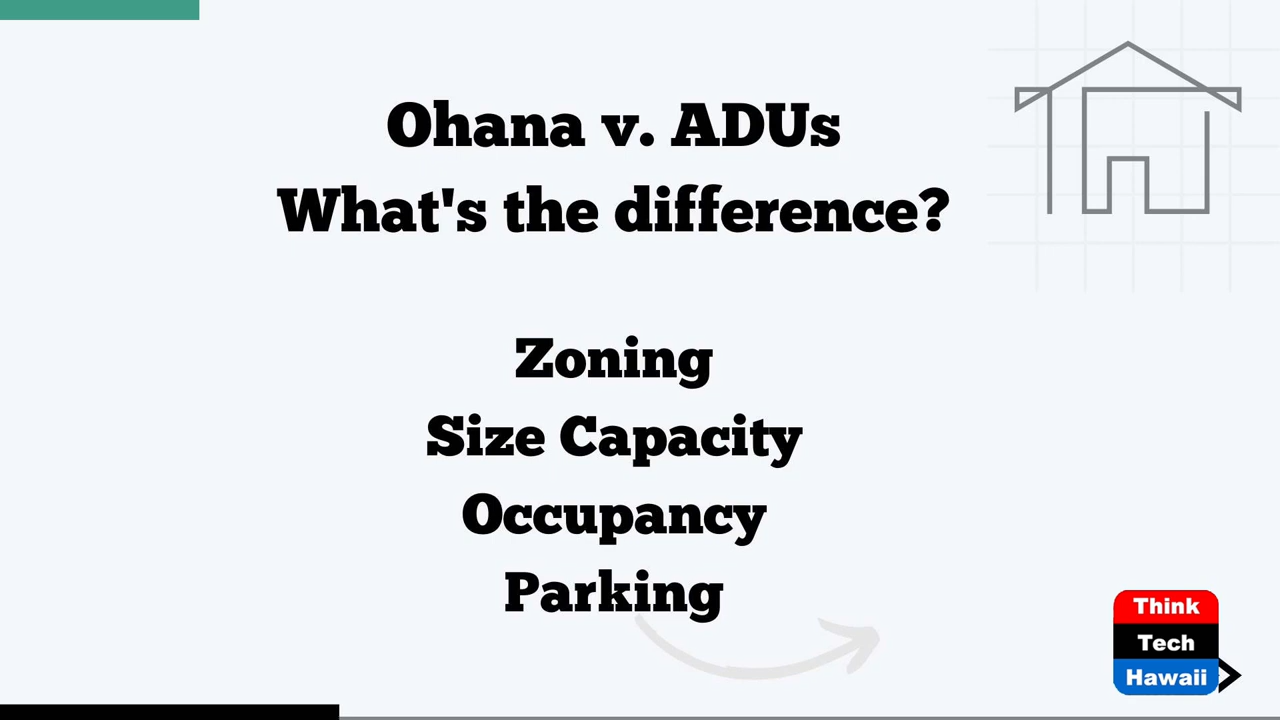 Ohana v. ADUs
What's the difference?
Zoning
Size Capacity
Occupancy
Parking
Think
Tech
Hawaii